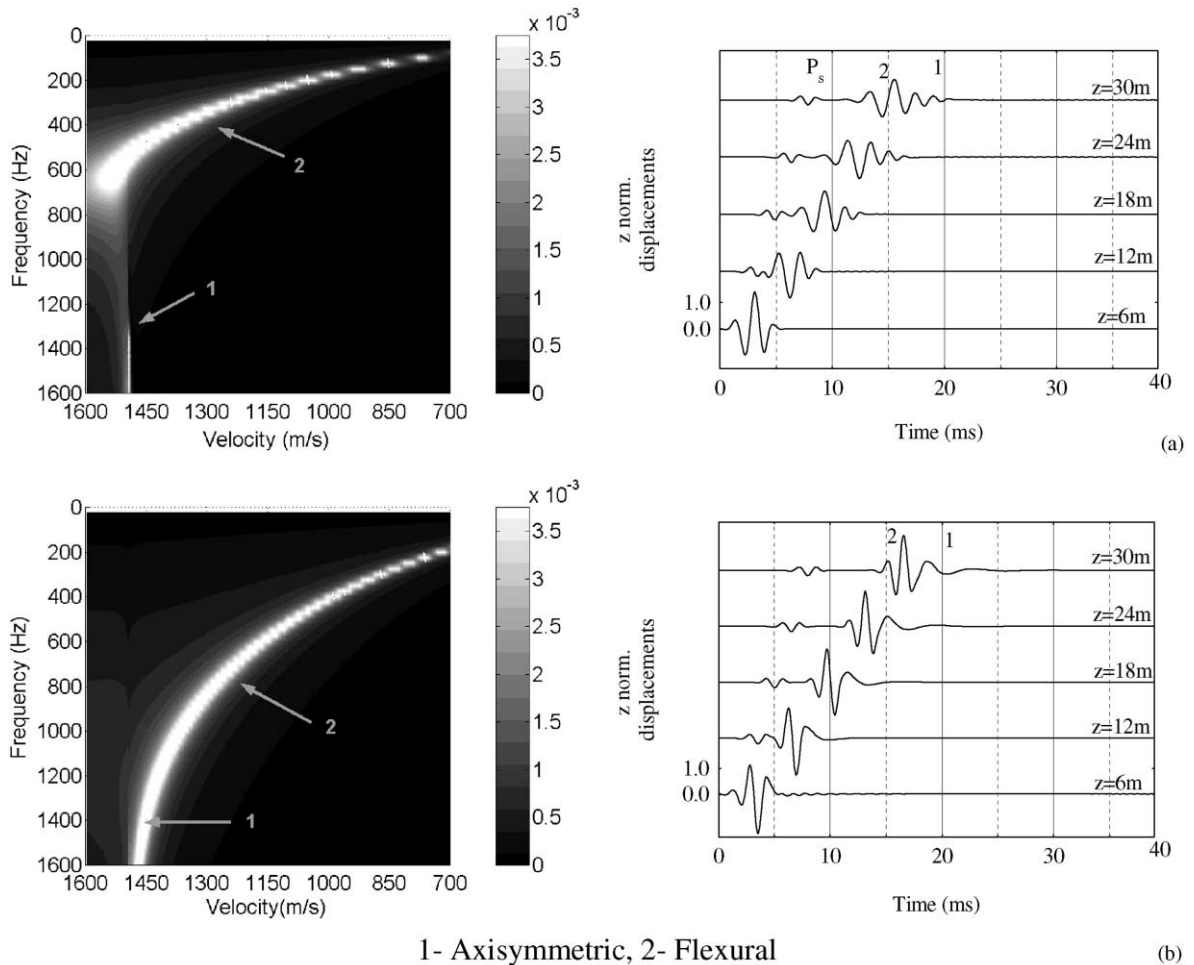 x 10⁻³
0
200
400
600
800
1000
1200
1400
1600
Frequency (Hz)
2
1
1600 1450 1300 1150 1000 850 700
Velocity (m/s)
3.5
3
2.5
2
1.5
1
0.5
0
z norm.
displacements
Pₛ 2 1
z=30m
z=24m
z=18m
z=12m
1.0
0.0
z=6m
0 10 20 30 40
Time (ms)
(a)
x 10⁻³
0
200
400
600
800
1000
1200
1400
1600
Frequency (Hz)
2
1
1600 1450 1300 1150 1000 850 700
Velocity(m/s)
3.5
3
2.5
2
1.5
1
0.5
0
z norm.
displacements
2 1
z=30m
z=24m
z=18m
z=12m
1.0
0.0
z=6m
0 10 20 30 40
Time (ms)
1- Axisymmetric, 2- Flexural
(b)